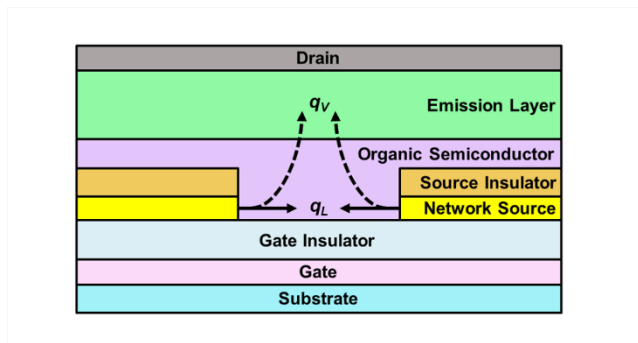 Drain
qV
Emission Layer
Organic Semiconductor
Source Insulator
qL
Network Source
Gate Insulator
Gate
Substrate